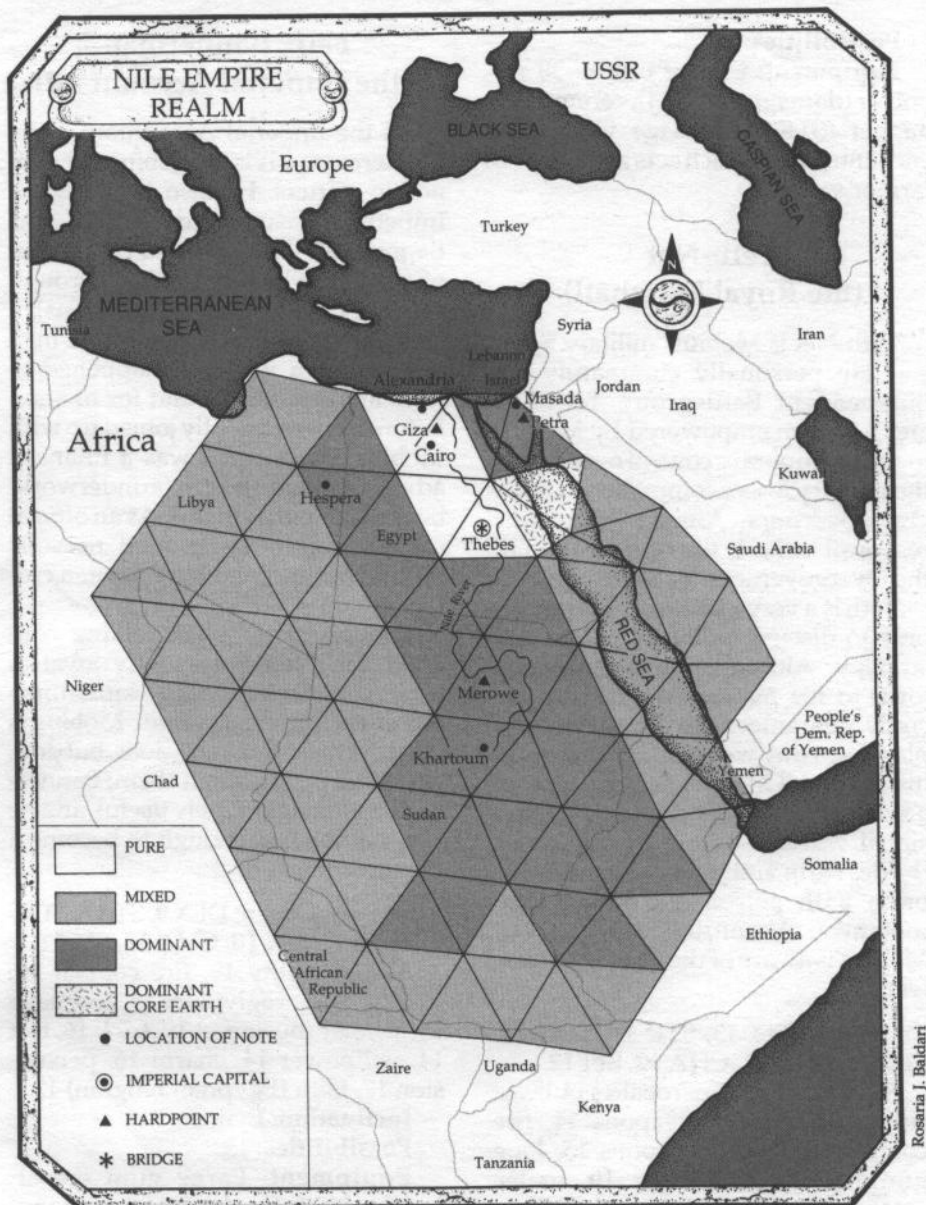 NILE EMPIRE
REALM
USSR
BLACK SEA
CASPIAN SEA
Europe
Turkey
MEDITERRANEAN
SEA
Tunisia
Syria
Iran
Lebanon
Alexandria
Israel
Jordan
Masada
Iraq
Africa
Giza
Petra
Cairo
Kuwait
Libya
Hespera
Egypt
Thebes
Saudi Arabia
Nile River
RED SEA
Niger
Merowe
People's
Dem. Rep.
of Yemen
Khartoum
Yemen
Chad
Sudan
Somalia
Ethiopia
Central
African
Republic
Zaire
Uganda
Kenya
Tanzania
PURE
MIXED
DOMINANT
DOMINANT
CORE EARTH
LOCATION OF NOTE
IMPERIAL CAPITAL
HARDPOINT
BRIDGE
N
Rosaria J. Baldari